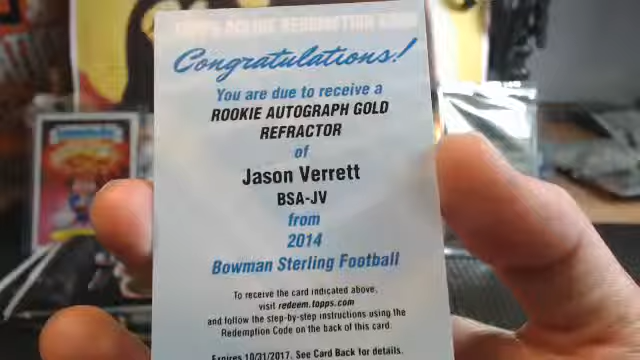 TOPPS ONLINE REDEMPTION CARD
Congratulations!
You are due to receive a
ROOKIE AUTOGRAPH GOLD
REFRACTOR
of
Jason Verrett
BSA-JV
from
2014
Bowman Sterling Football
To receive the card indicated above,
visit redeem.topps.com
and follow the step-by-step instructions using the
Redemption Code on the back of this card.
Expires 10/31/2017. See Card Back for details.